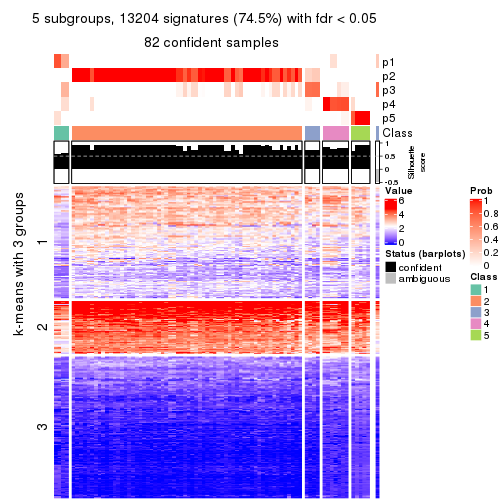 5 subgroups, 13204 signatures (74.5%) with fdr < 0.05
82 confident samples
p1
p2
p3
p4
p5
Class
1
0.5
0
-0.5
Silhouette
score
k-means with 3 groups
1
2
3
Value
6
4
2
0
Status (barplots)
confident
ambiguous
Prob
1
0.8
0.6
0.4
0.2
0
Class
1
2
3
4
5